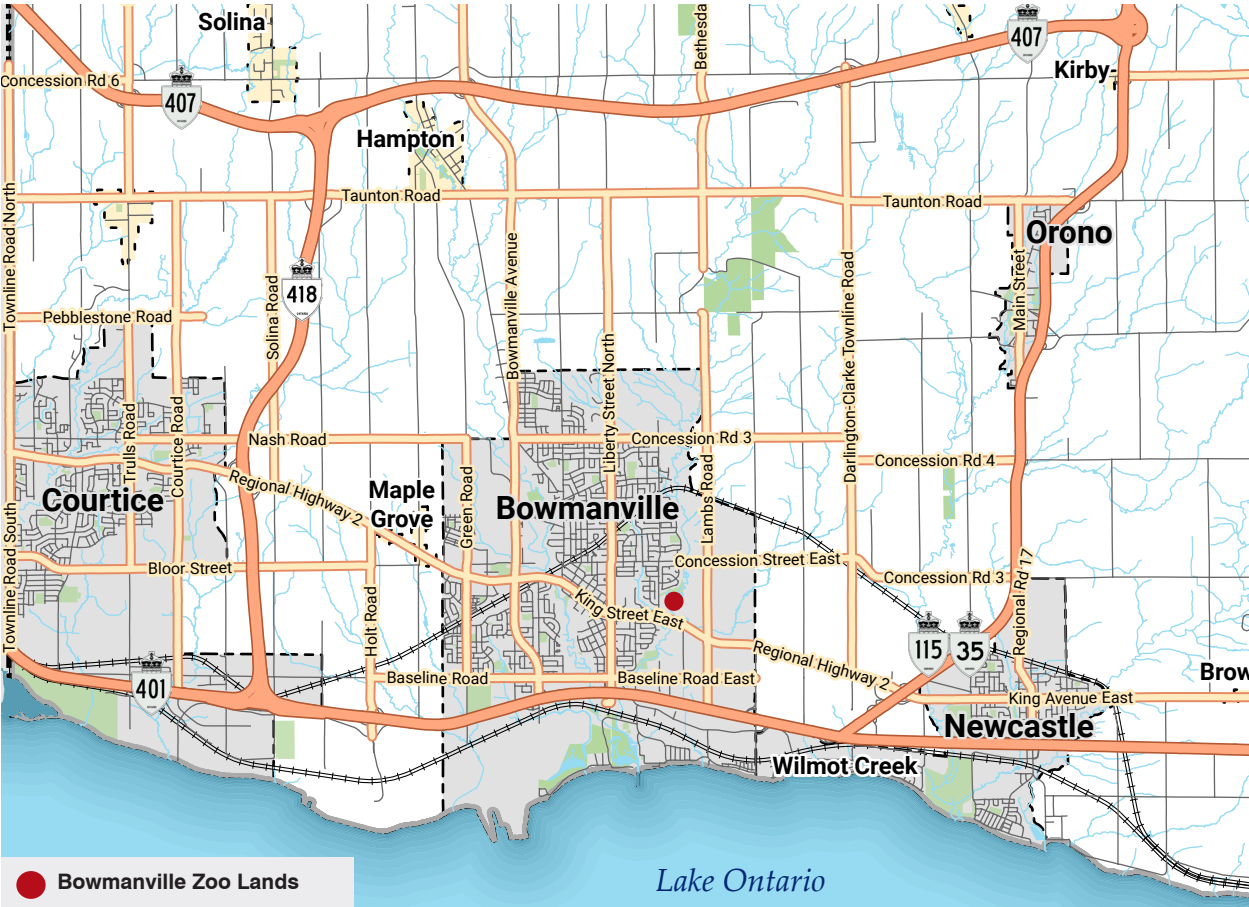 Solina
Bethesda
407
Kirby
Concession Rd 6
407
Hampton
Taunton Road
Taunton Road
Orono
Townline Road North
418
Pebblestone Road
Solina Road
Bowmanville Avenue
Liberty Street North
Darlington-Clarke Townline Road
Main Street
Trulls Road
Courtice Road
Nash Road
Concession Rd 3
Concession Rd 4
Regional Highway 2
Courtice
Maple
Grove
Green Road
Bowmanville
Lambs Road
Townline Road South
Bloor Street
Concession Street East
Concession Rd 3
Regional Rd 17
Holt Road
King Street East
115
35
Regional Highway 2
401
Baseline Road
Baseline Road East
Brow
King Avenue East
Newcastle
Wilmot Creek
Lake Ontario
Bowmanville Zoo Lands